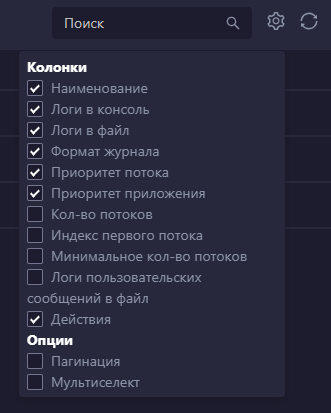 Поиск
Колонки
Наименование
Логи в консоль
Логи в файл
Формат журнала
Приоритет потока
Приоритет приложения
Кол-во потоков
Индекс первого потока
Минимальное кол-во потоков
Логи пользовательских
сообщений в файл
Действия
Опции
Пагинация
Мультиселект